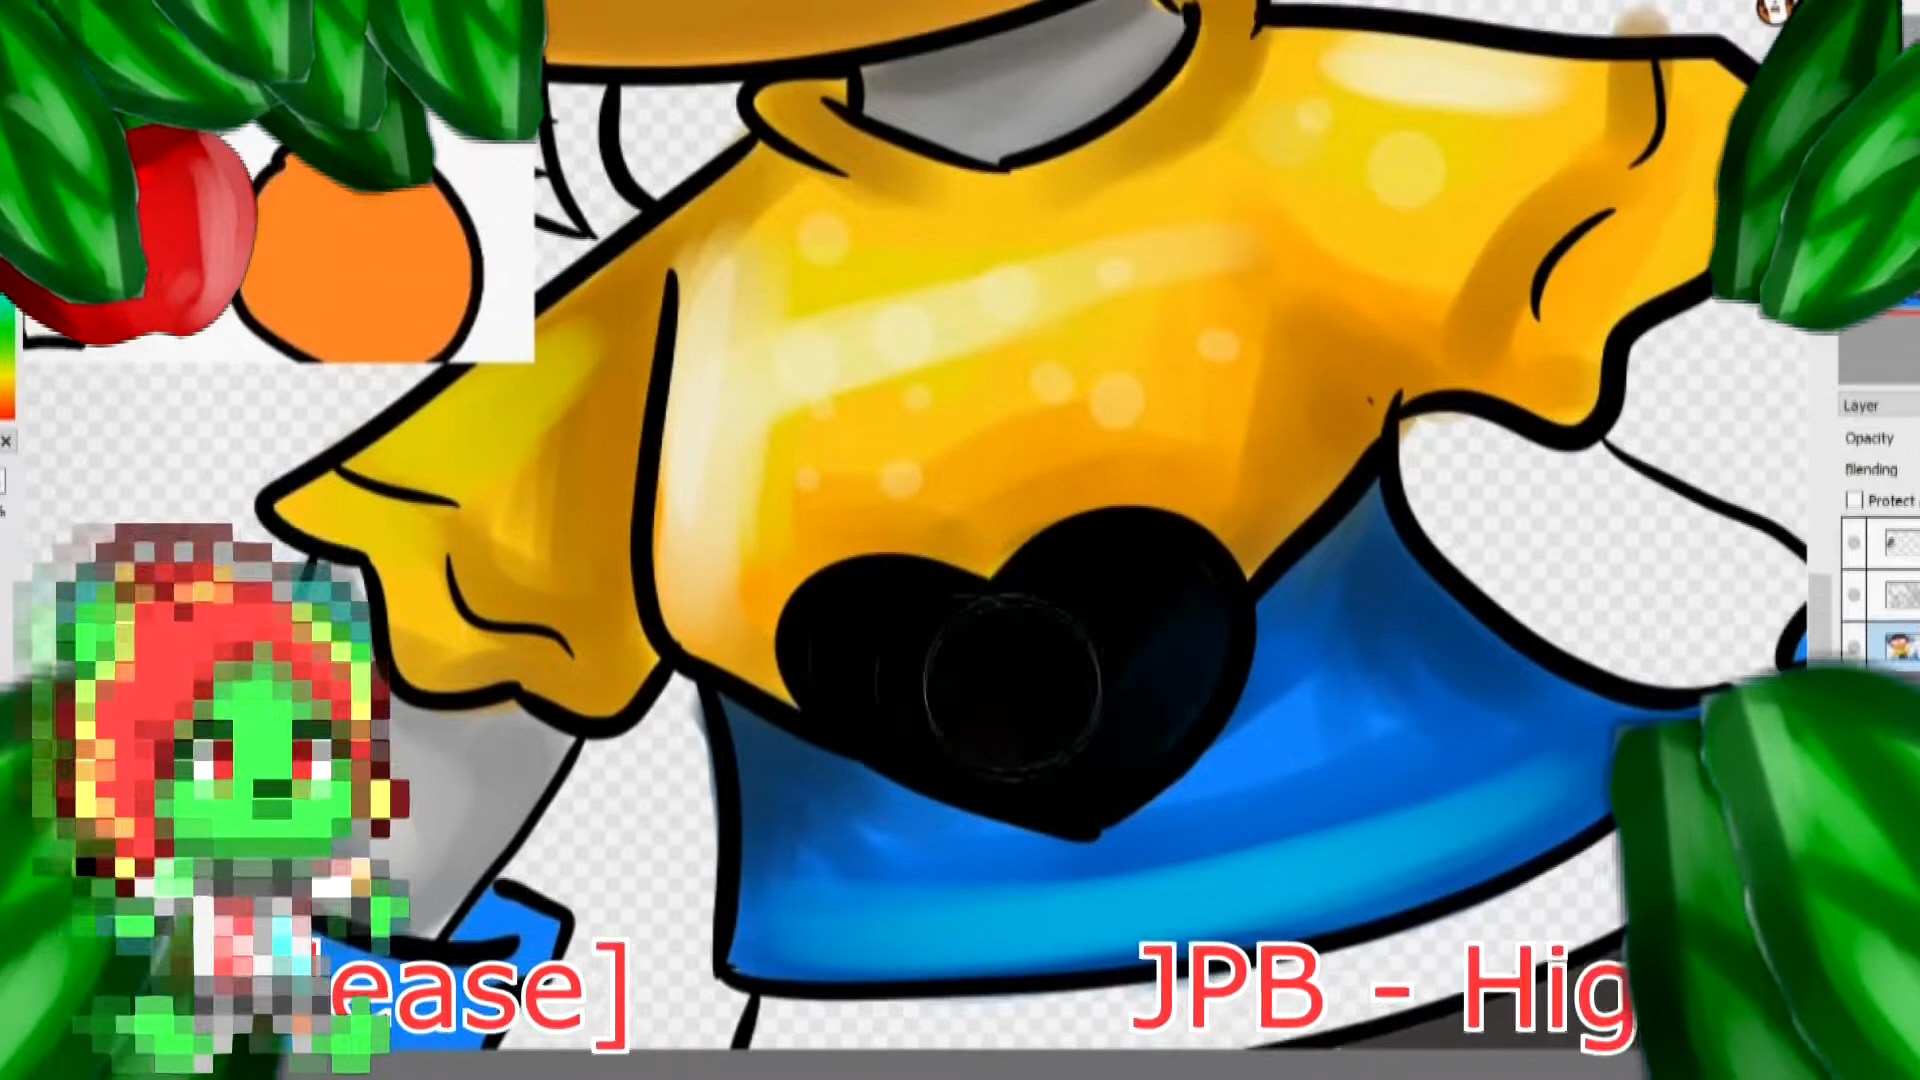 Layer
Opacity
Blending
Protect
ease] JPB - Hig